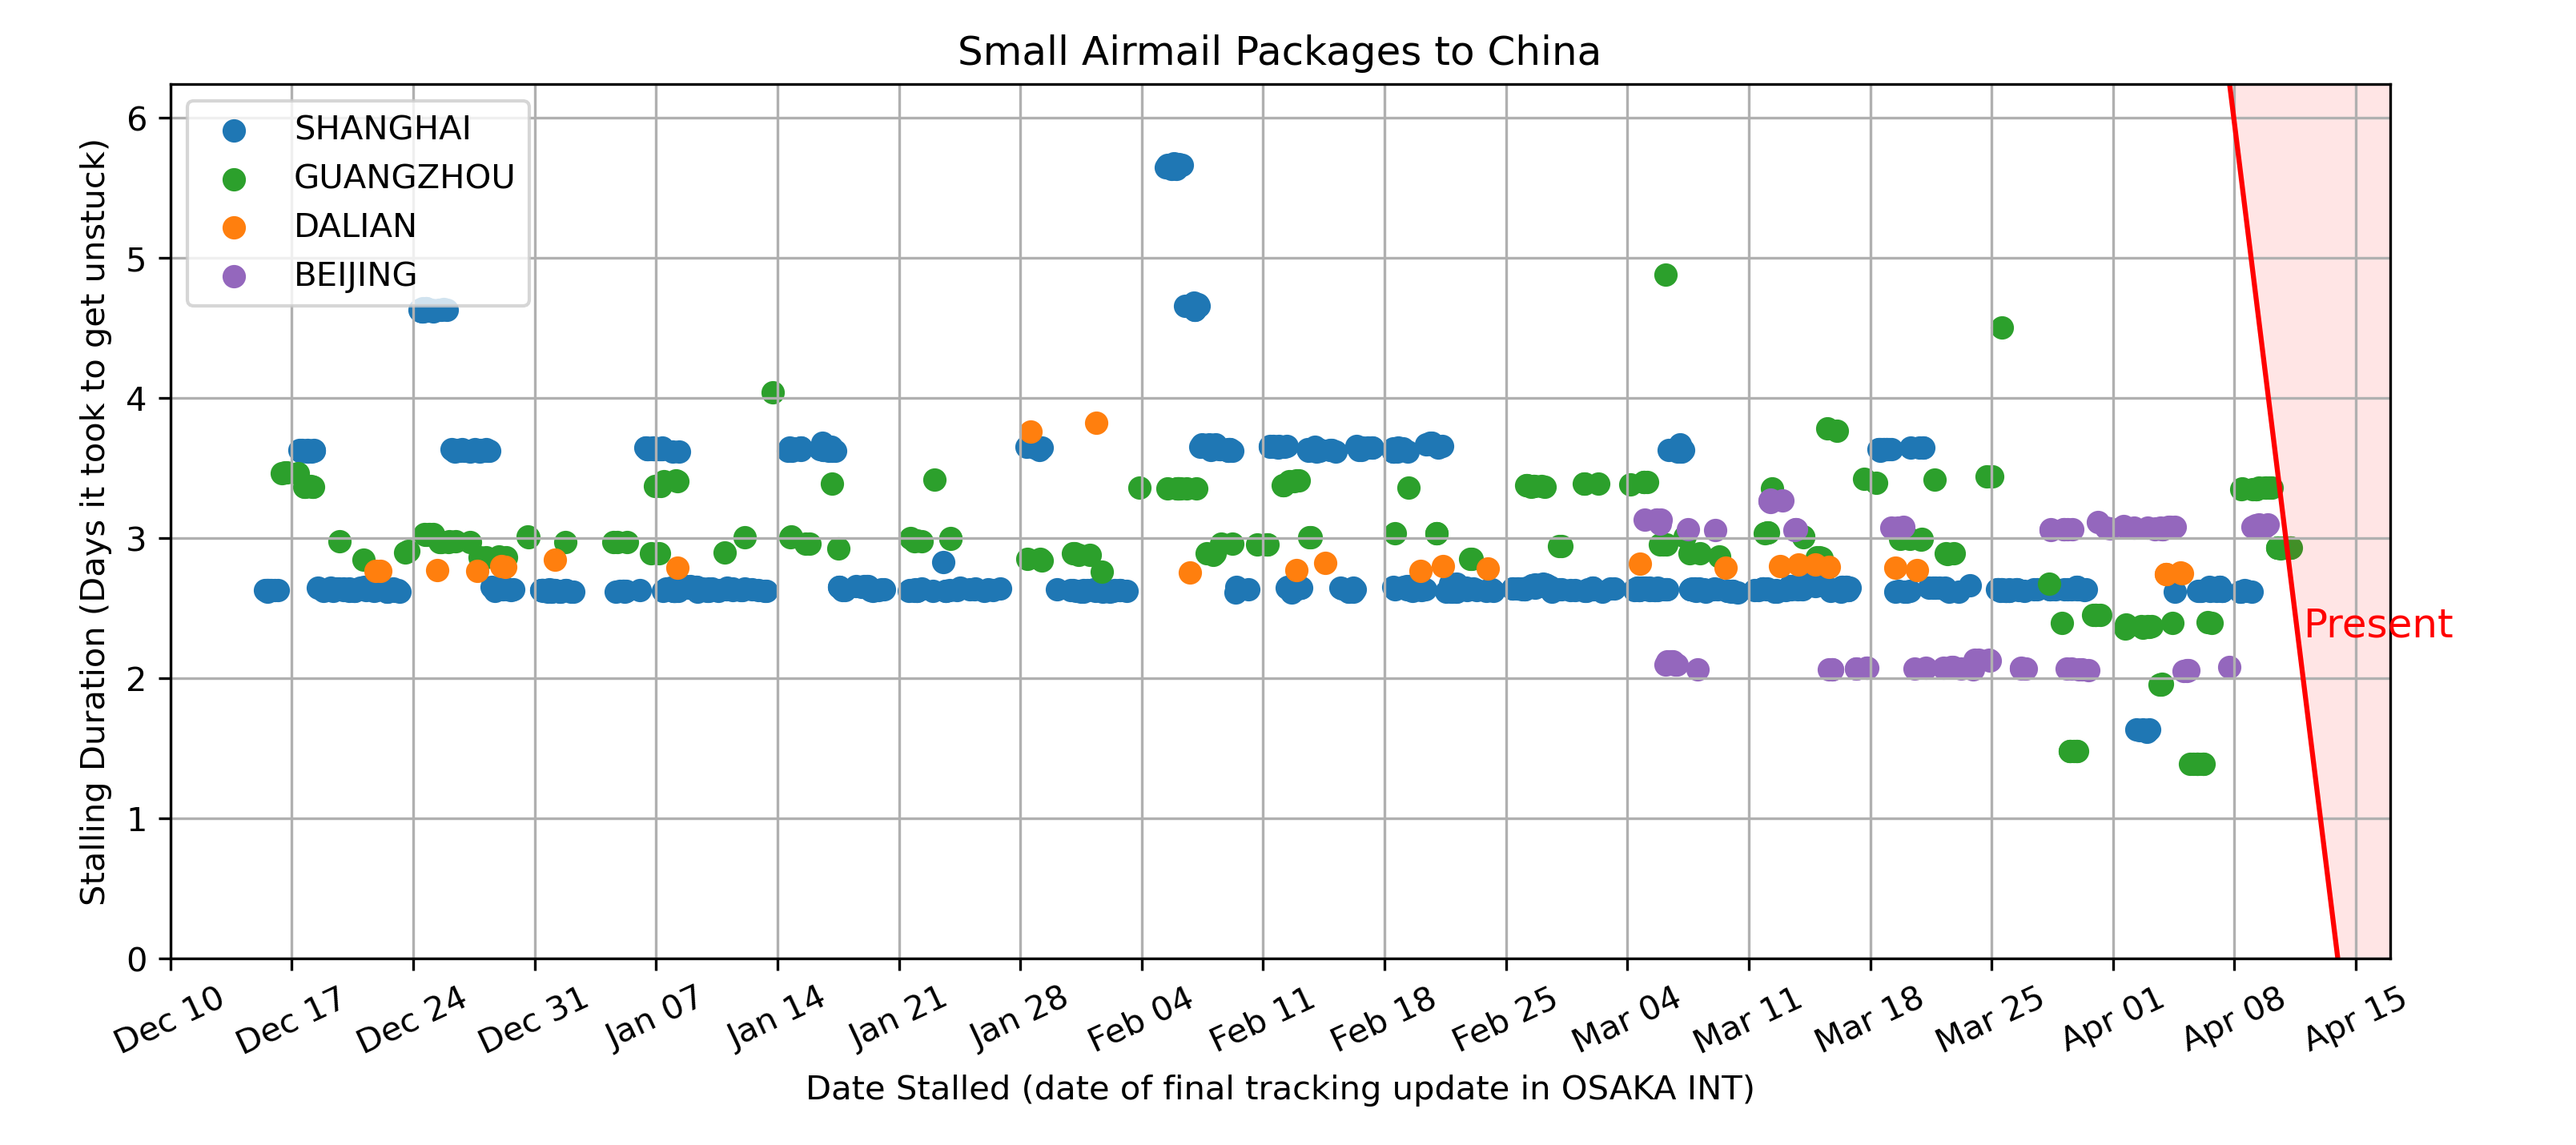 Small Airmail Packages to China
SHANGHAI
GUANGZHOU
DALIAN
BEIJING
Stalling Duration (Days it took to get unstuck)
6
5
4
3
2
1
0
Present
Dec 10
Dec 17
Dec 24
Dec 31
Jan 07
Jan 14
Jan 21
Jan 28
Feb 04
Feb 11
Feb 18
Feb 25
Mar 04
Mar 11
Mar 18
Mar 25
Apr 01
Apr 08
Apr 15
Date Stalled (date of final tracking update in OSAKA INT)